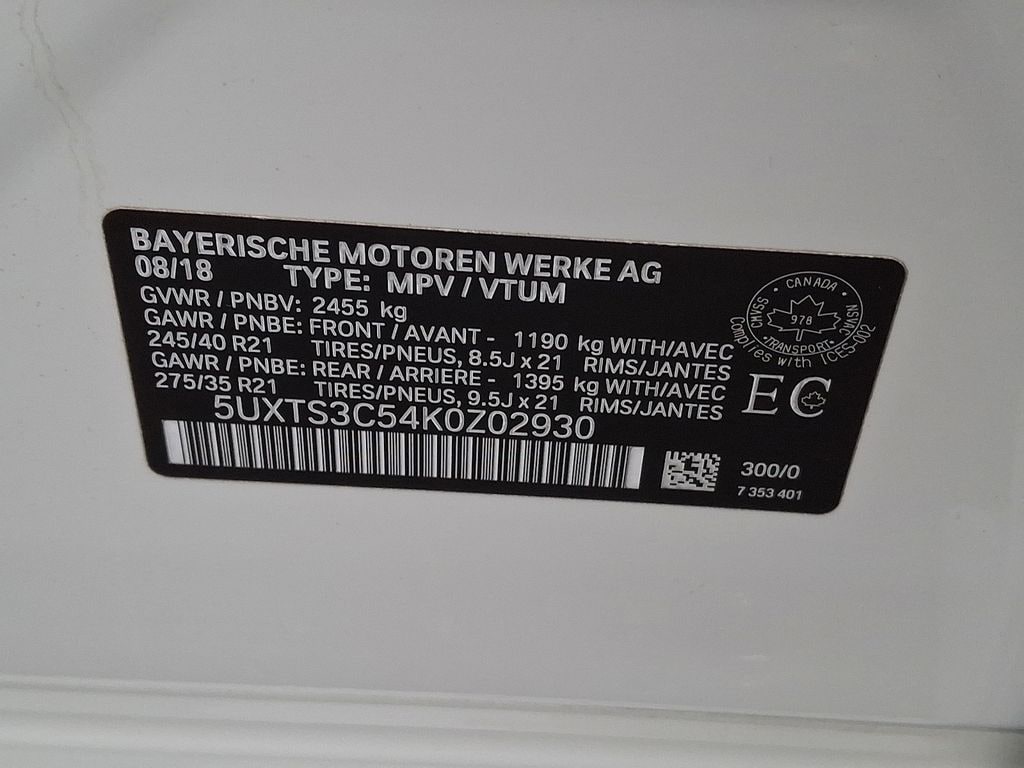 BAYERISCHE MOTOREN WERKE AG
08/18 TYPE: MPV / VTUM
GVWR / PNBV: 2455 kg
GAWR / PNBE: FRONT / AVANT - 1190 kg WITH/AVEC
245/40 R21 TIRES/PNEUS, 8.5J x 21 RIMS/JANTES
GAWR / PNBE: REAR / ARRIERE - 1395 kg WITH/AVEC
275/35 R21 TIRES/PNEUS, 9.5J x 21 RIMS/JANTES
5UXTS3C54K0Z02930
CANADA
CMVSS
NSVAC
978
TRANSPORT
Complies with ICES-002
EC
300/0
7 353 401